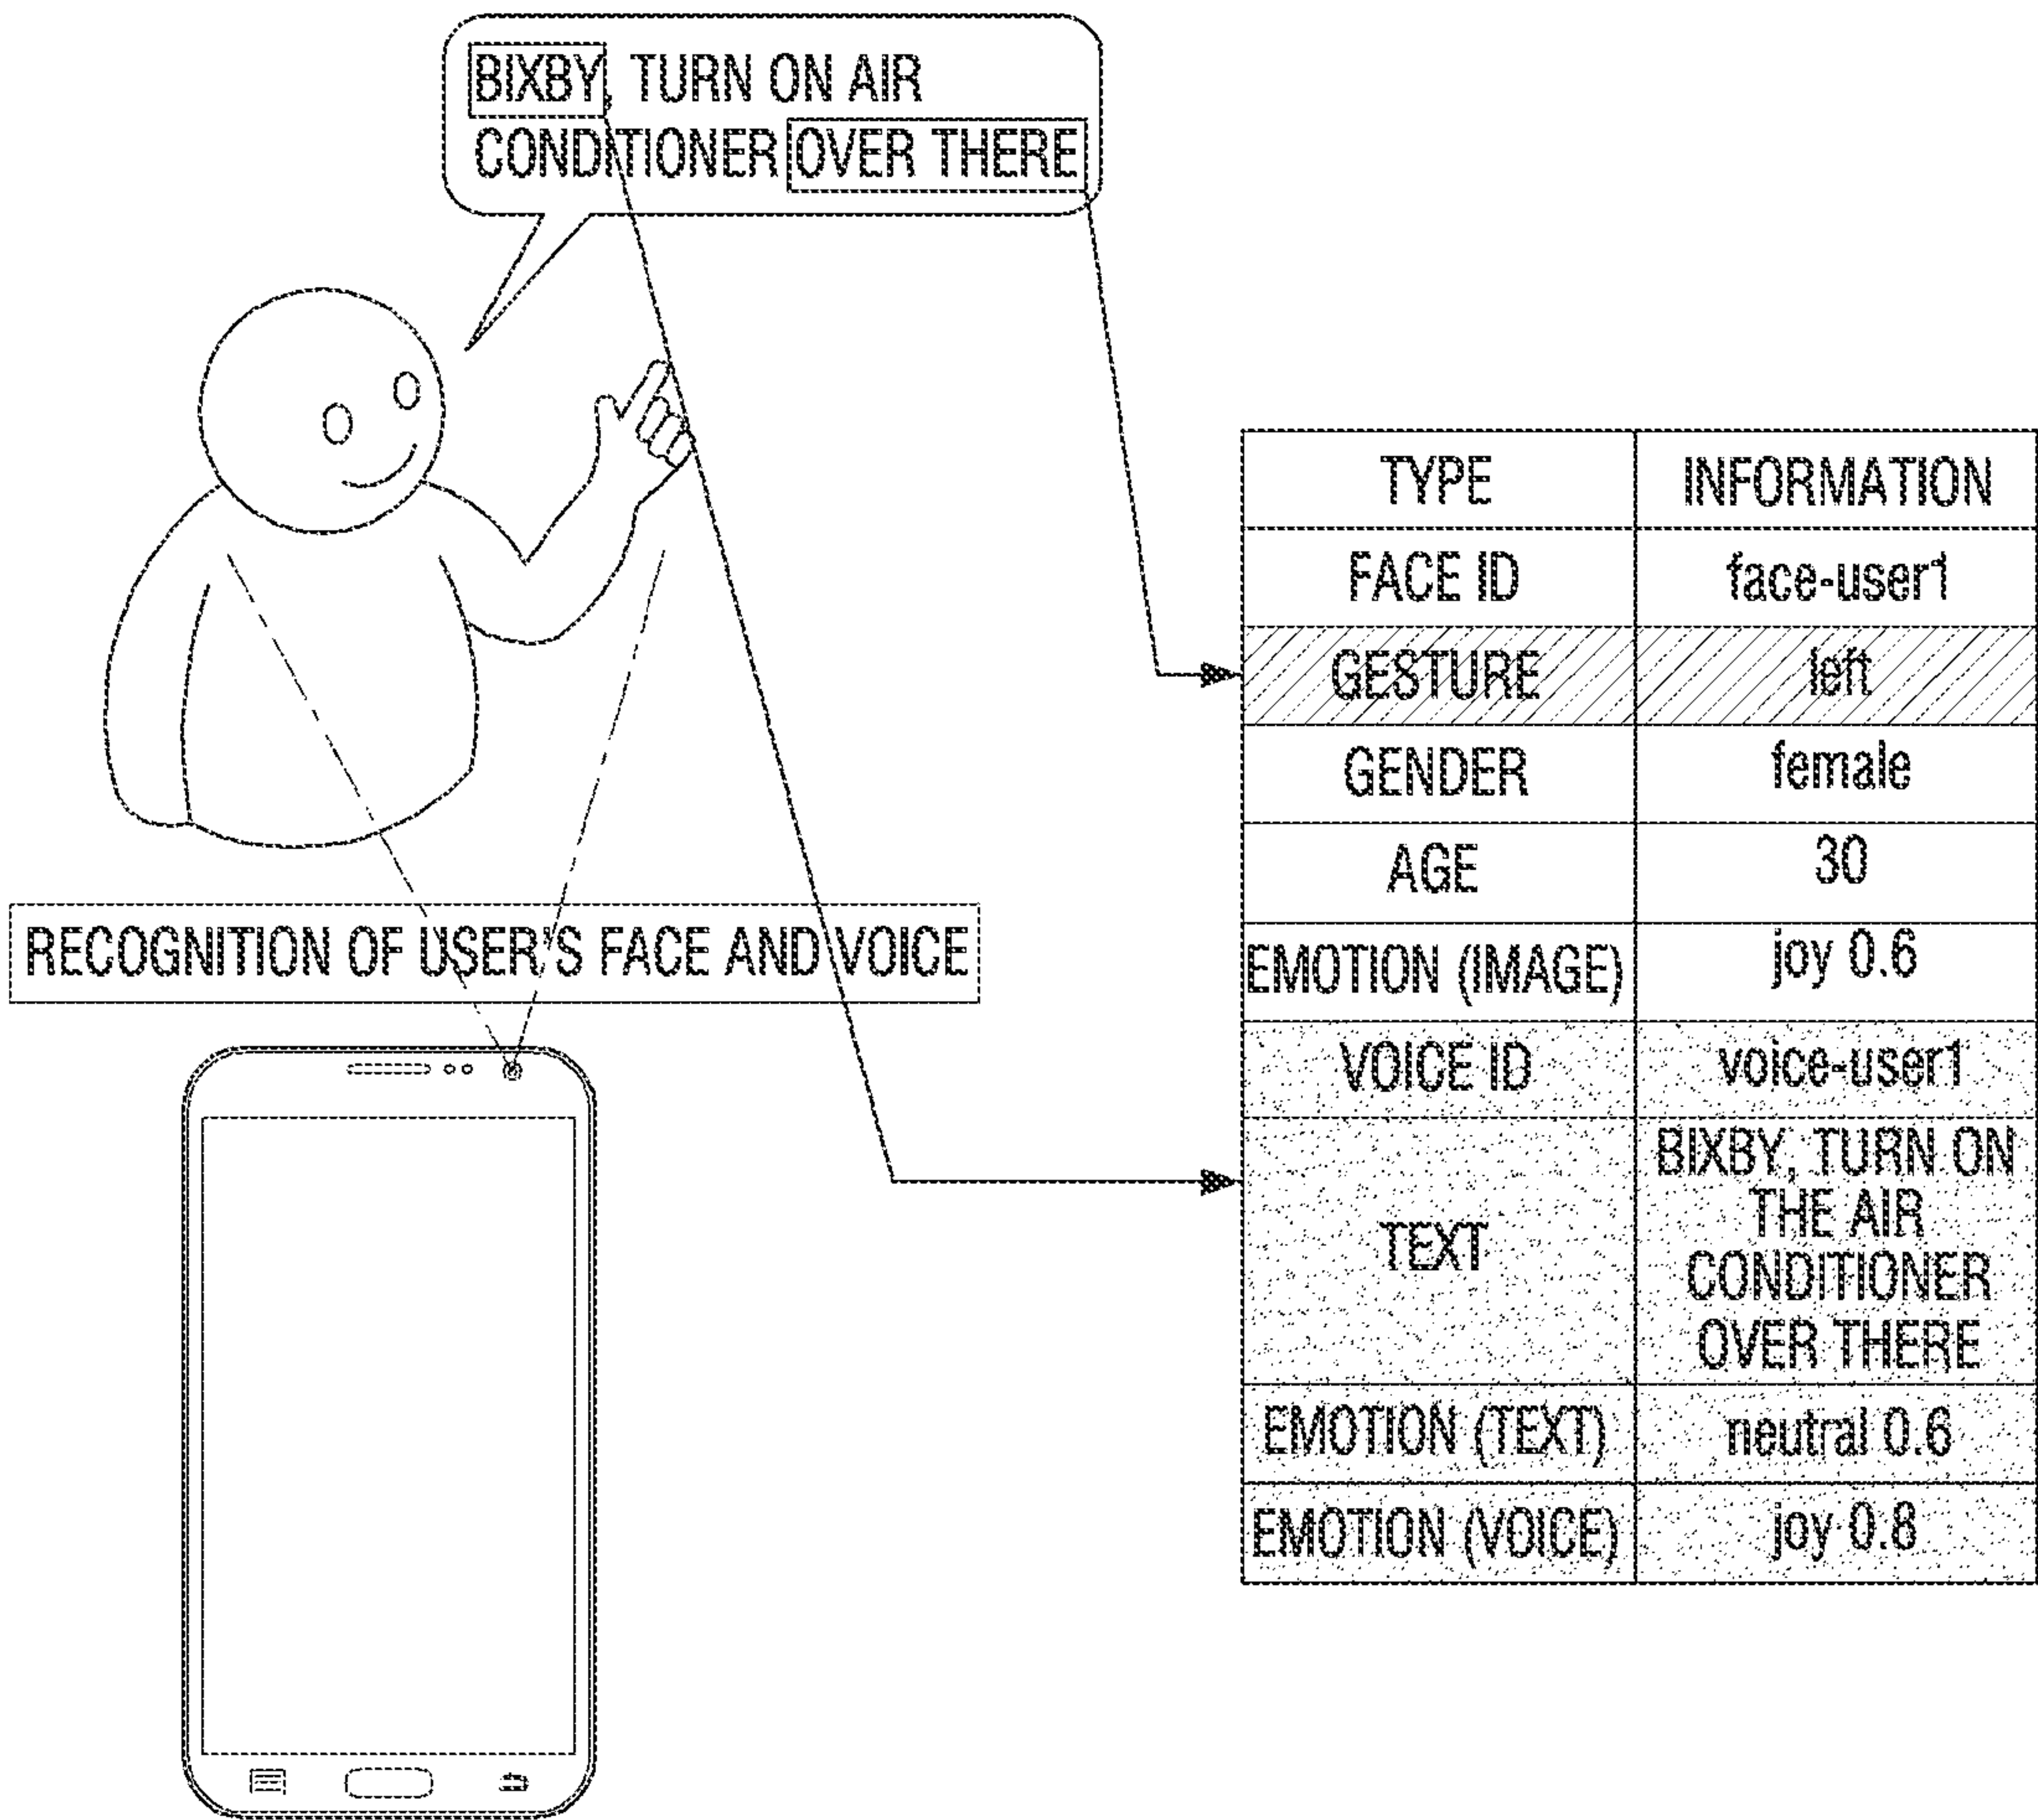 BIXBY, TURN ON AIR
CONDITIONER OVER THERE
RECOGNITION OF USER'S FACE AND VOICE
TYPE INFORMATION
FACE ID face-user1
GESTURE left
GENDER female
AGE 30
EMOTION (IMAGE) joy 0.6
VOICE ID voice-user1
TEXT
BIXBY, TURN ON
THE AIR
CONDITIONER
OVER THERE
EMOTION (TEXT) neutral 0.6
EMOTION (VOICE) joy 0.8